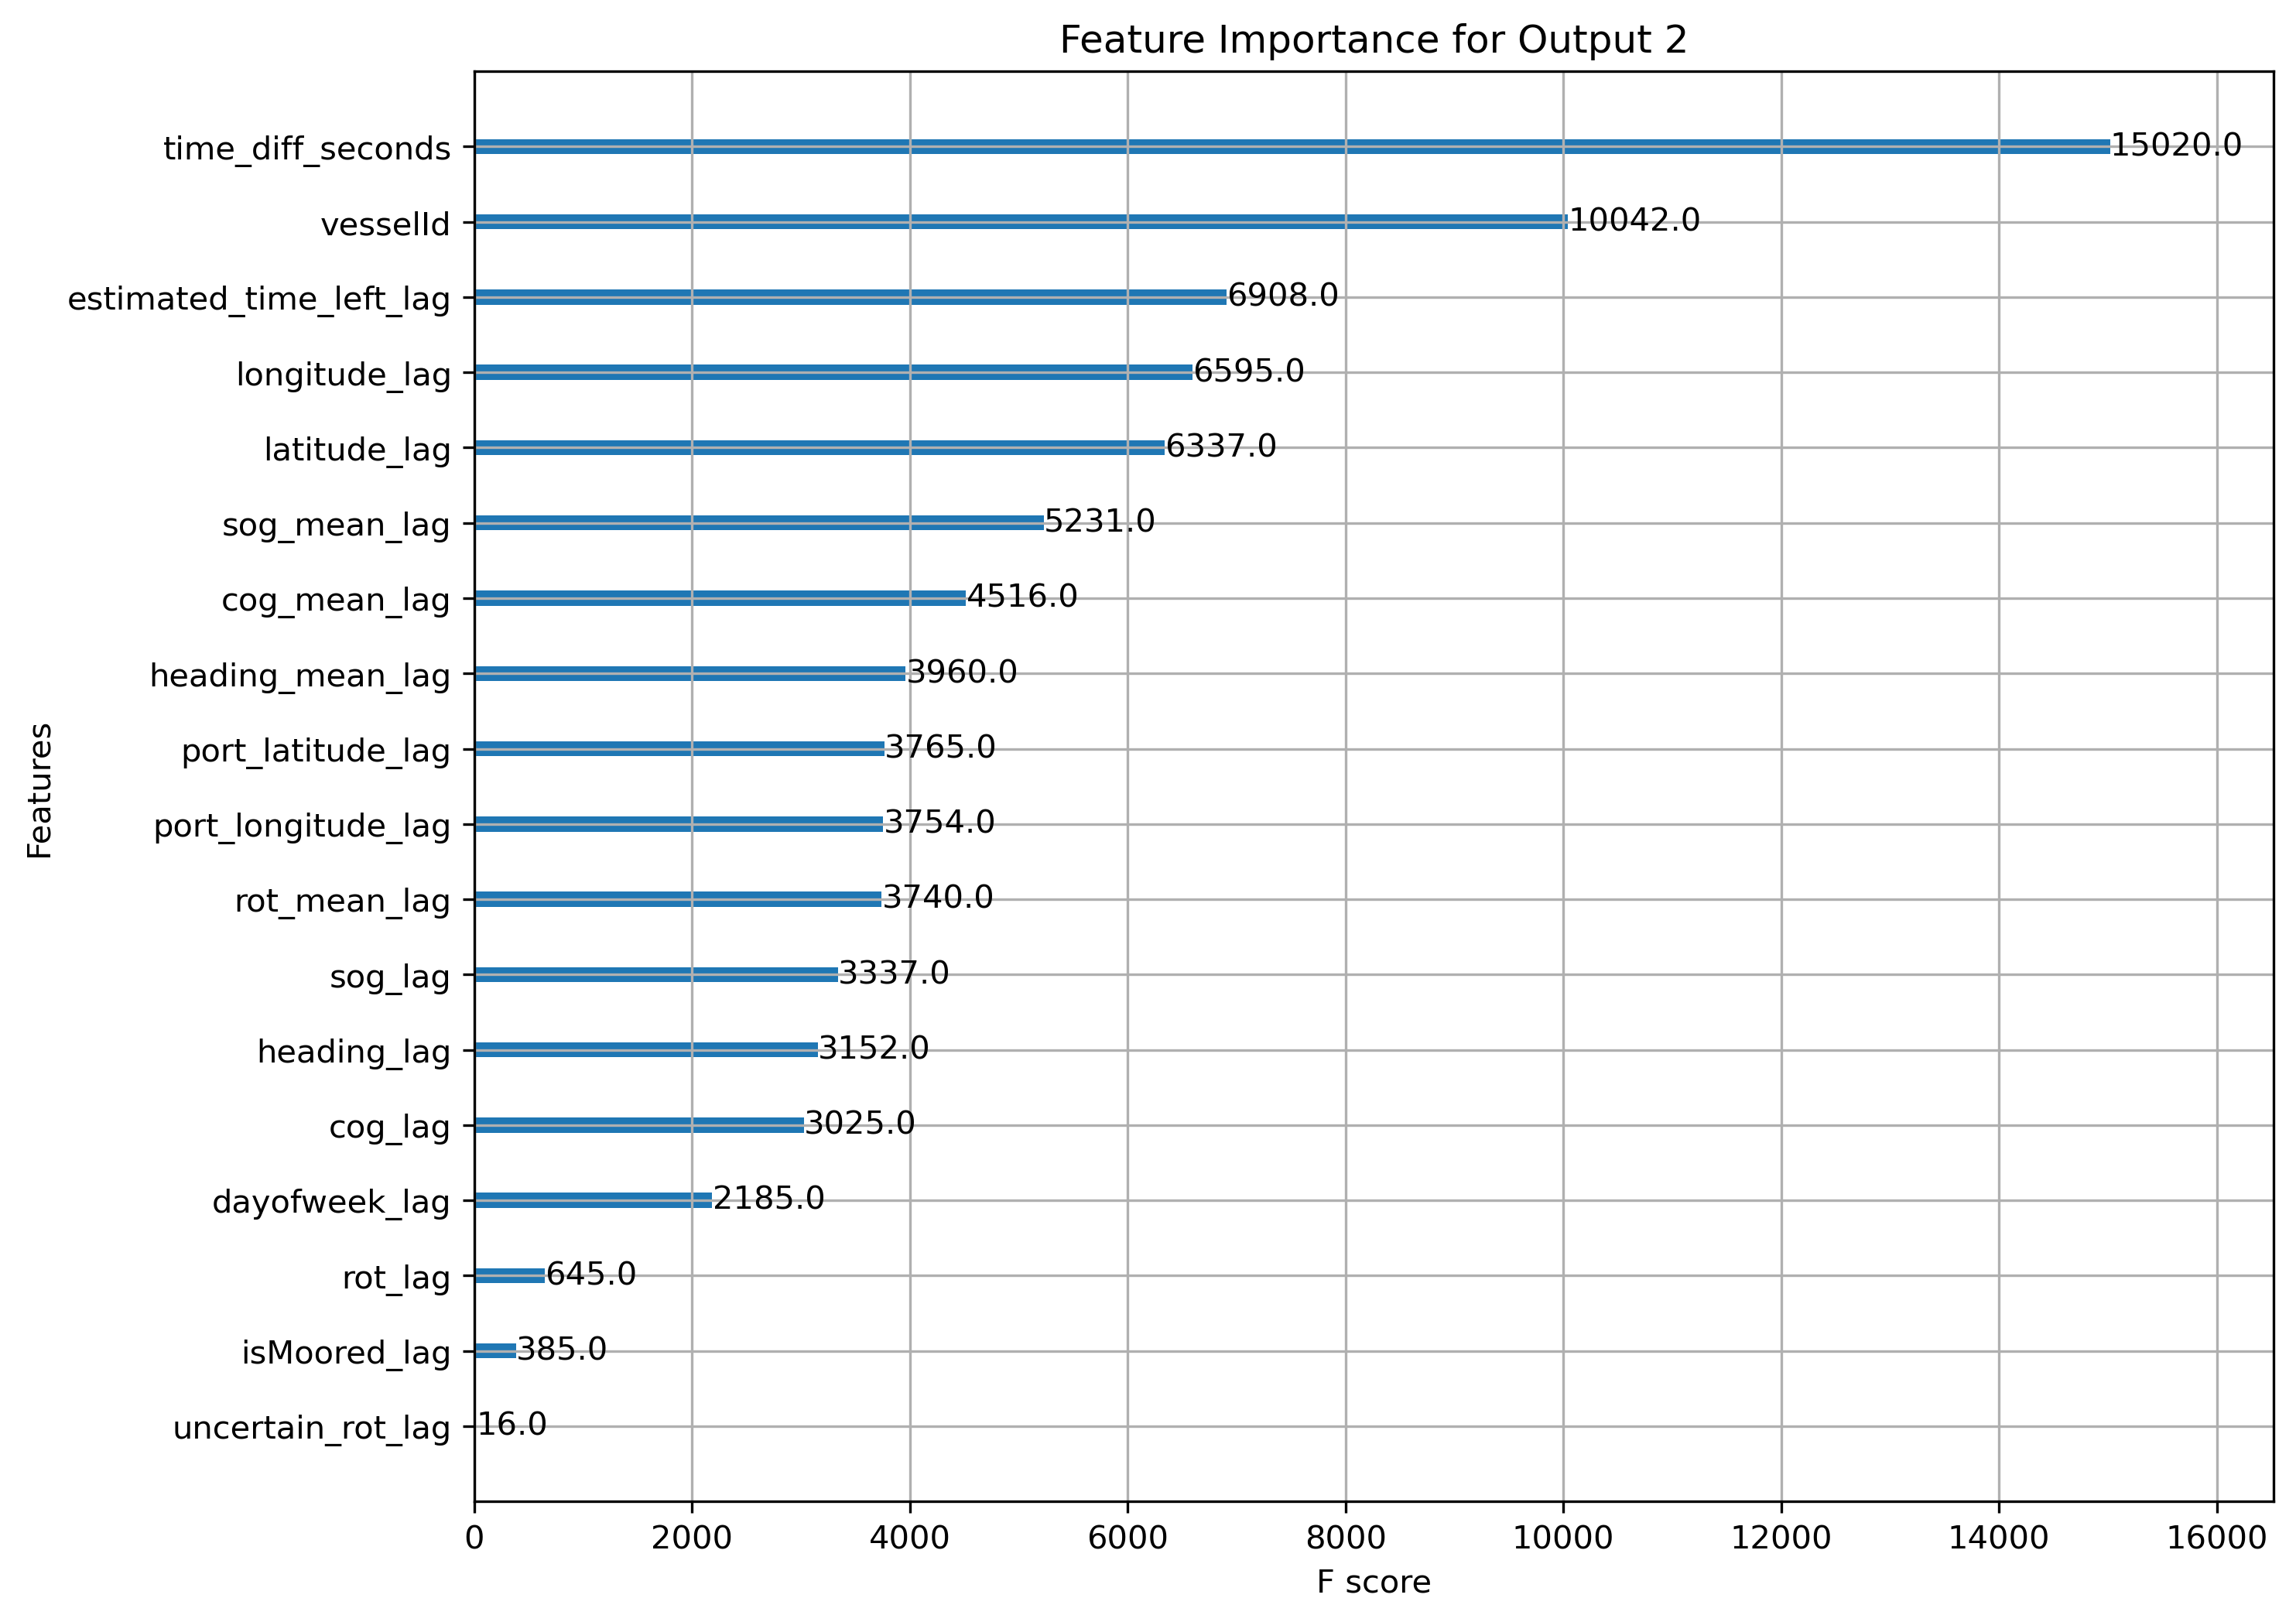 Feature Importance for Output 2
time_diff_seconds 15020.0
vesselId 10042.0
estimated_time_left_lag 6908.0
longitude_lag 6595.0
latitude_lag 6337.0
sog_mean_lag 5231.0
cog_mean_lag 4516.0
heading_mean_lag 3960.0
port_latitude_lag 3765.0
port_longitude_lag 3754.0
rot_mean_lag 3740.0
sog_lag 3337.0
heading_lag 3152.0
cog_lag 3025.0
dayofweek_lag 2185.0
rot_lag 645.0
isMoored_lag 385.0
uncertain_rot_lag 16.0
Features
0 2000 4000 6000 8000 10000 12000 14000 16000
F score